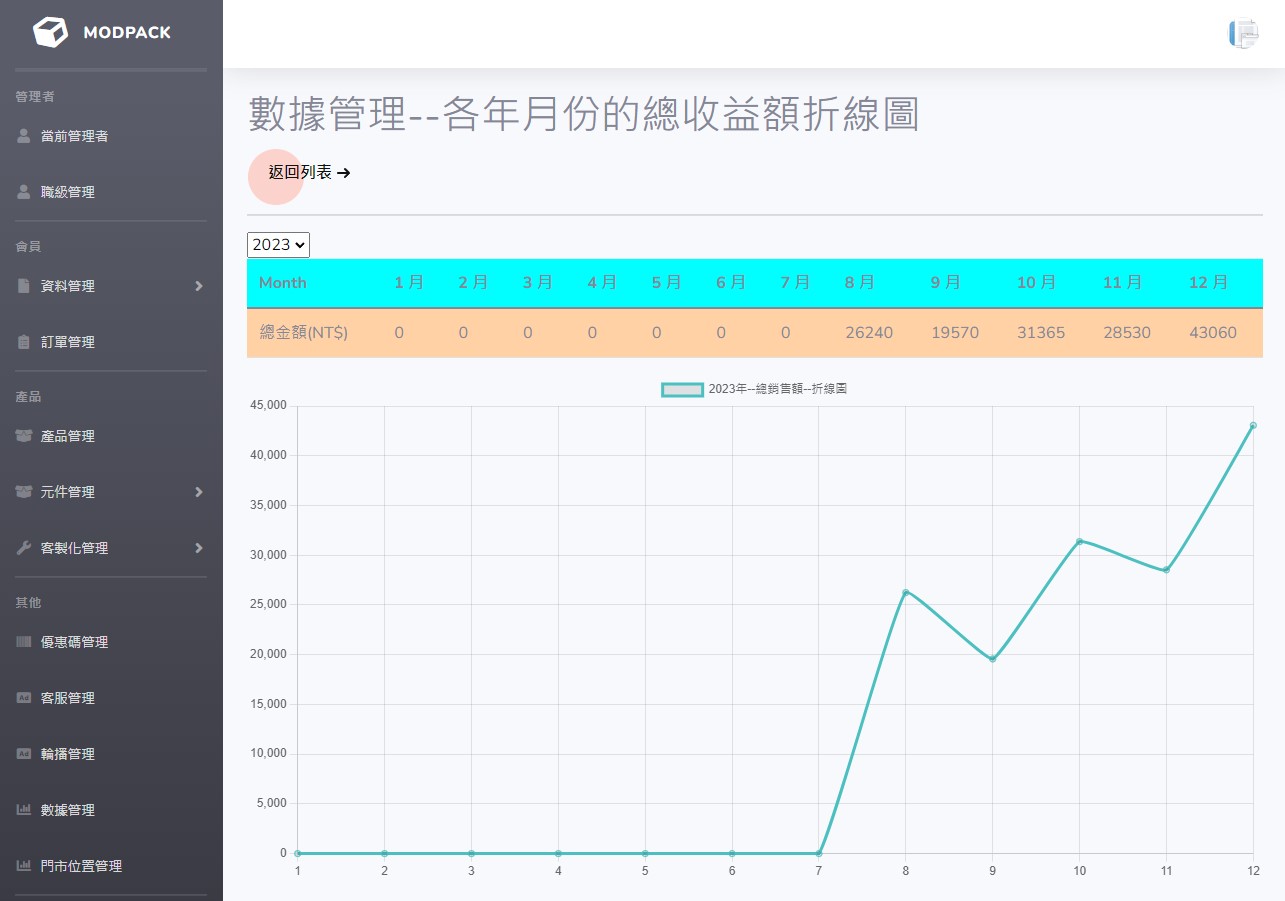 MODPACK
管理者
當前管理者
職級管理
會員
資料管理
訂單管理
產品
產品管理
元件管理
客製化管理
其他
優惠碼管理
客服管理
輪播管理
數據管理
門市位置管理
數據管理--各年月份的總收益額折線圖
返回列表 →
2023
Month 1 月 2 月 3 月 4 月 5 月 6 月 7 月 8 月 9 月 10 月 11 月 12 月
總金額(NT$) 0 0 0 0 0 0 0 26240 19570 31365 28530 43060
2023年--總銷售額--折線圖
45,000
40,000
35,000
30,000
25,000
20,000
15,000
10,000
5,000
0
1 2 3 4 5 6 7 8 9 10 11 12